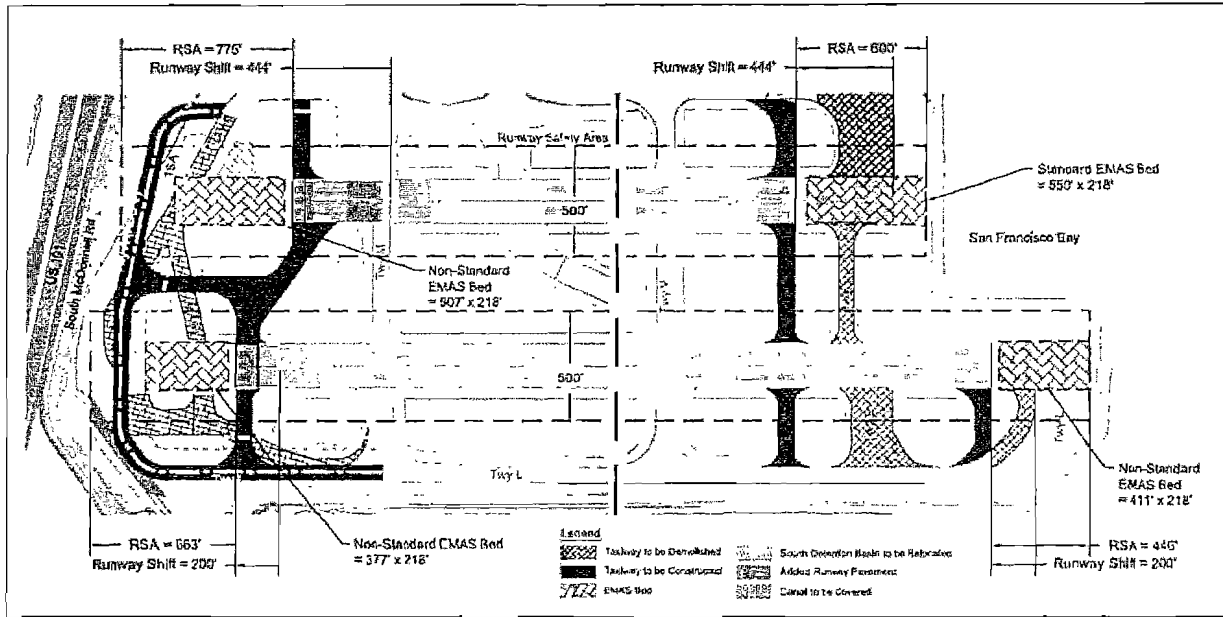 RSA = 775'
Runway Shift = 444'
RSA = 600'
Runway Shift = 444'
Runway Safety Area
RSA
Standard EMAS Bed
= 550' x 218'
500'
San Francisco Bay
US 101
South McDonnell Rd
Twy M
Non-Standard
EMAS Bed
= 507' x 218'
500'
Twy L
Non-Standard
EMAS Bed
= 411' x 218'
RSA = 663'
Runway Shift = 200'
Non-Standard EMAS Bed
= 377' x 218'
Legend
Taxiway to be Demolished
Taxiway to be Constructed
EMAS Bed
South Detention Basin to be Relocated
Added Runway Pavement
Canal to be Covered
RSA = 446'
Runway Shift = 200'